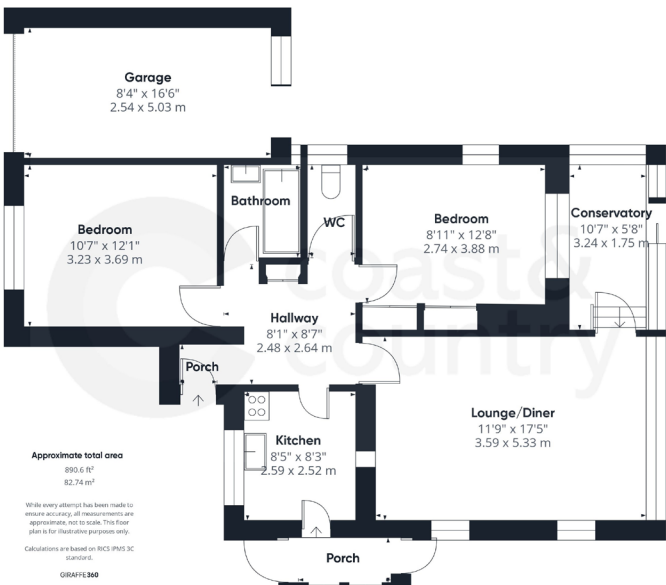 Garage
8'4" x 16'6"
2.54 x 5.03 m
Bedroom
10'7" x 12'1"
3.23 x 3.69 m
Bathroom
WC
Bedroom
8'11" x 12'8"
2.74 x 3.88 m
Conservatory
10'7" x 5'8"
3.24 x 1.75 m
Hallway
8'1" x 8'7"
2.48 x 2.64 m
Porch
Kitchen
8'5" x 8'3"
2.59 x 2.52 m
Lounge/Diner
11'9" x 17'5"
3.59 x 5.33 m
Porch
coast &
country
Approximate total area
890.6 ft²
82.74 m²
While every attempt has been made to
ensure accuracy, all measurements are
approximate, not to scale. This floor
plan is for illustrative purposes only.
Calculations are based on RICS IPMS 3C
standard.
GIRAFFE360